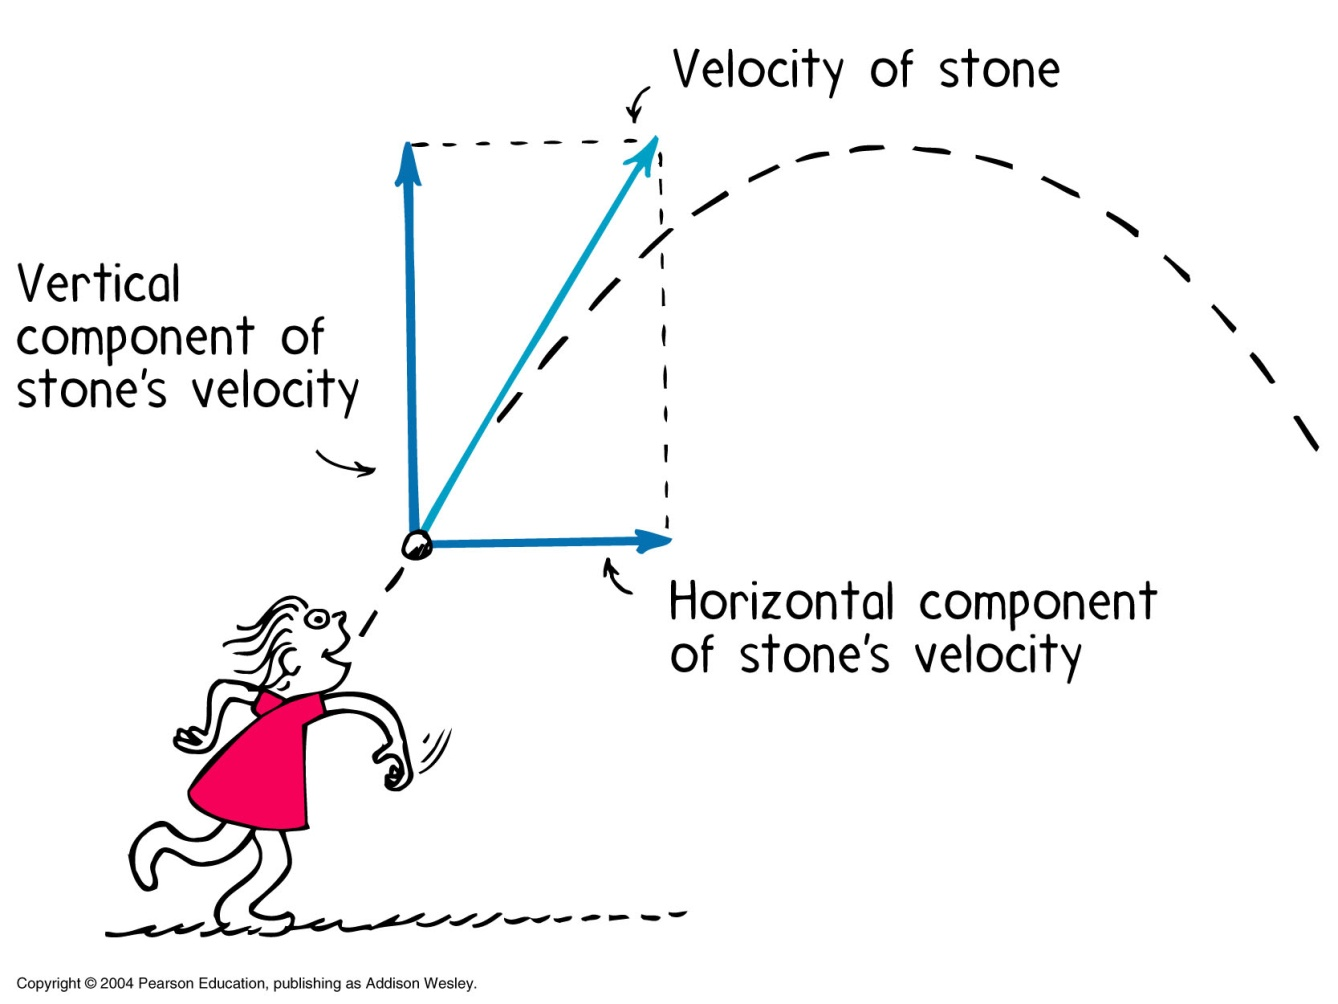 Velocity of stone
Vertical
component of
stone's velocity
Horizontal component
of stone's velocity
Copyright © 2004 Pearson Education, publishing as Addison Wesley.